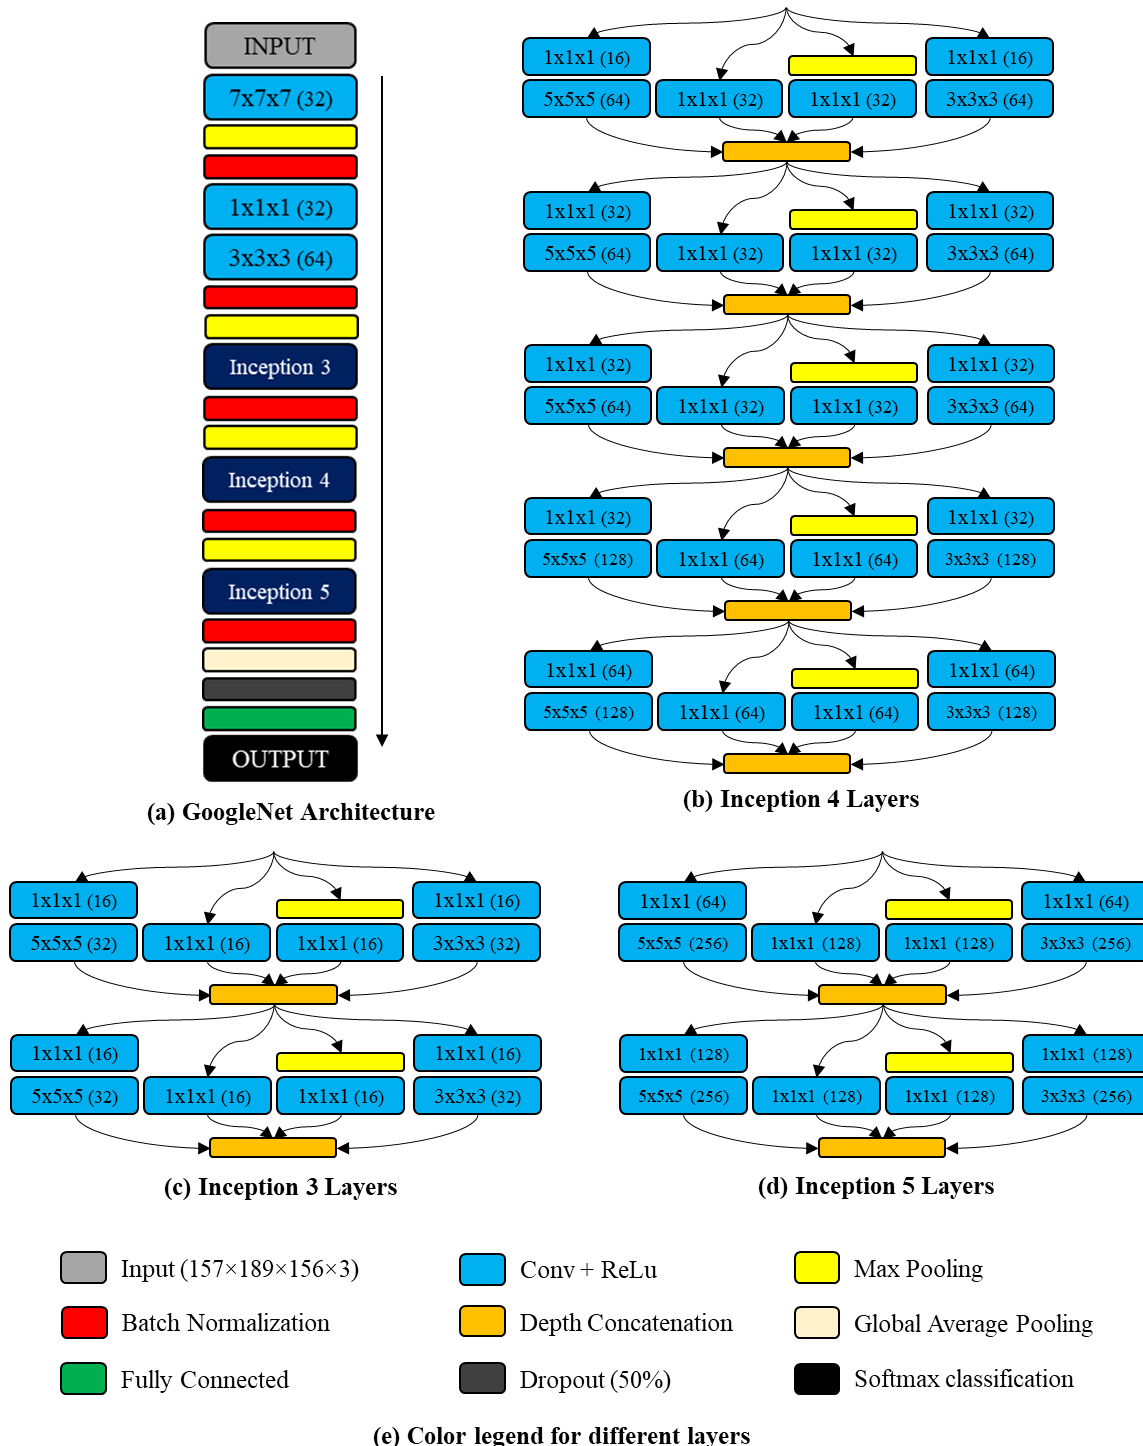 INPUT
7x7x7 (32)
1x1x1 (32)
3x3x3 (64)
Inception 3
Inception 4
Inception 5
OUTPUT
(a) GoogleNet Architecture
1x1x1 (16)
1x1x1 (16)
5x5x5 (64)
1x1x1 (32)
1x1x1 (32)
3x3x3 (64)
1x1x1 (32)
1x1x1 (32)
5x5x5 (64)
1x1x1 (32)
1x1x1 (32)
3x3x3 (64)
1x1x1 (32)
1x1x1 (32)
5x5x5 (64)
1x1x1 (32)
1x1x1 (32)
3x3x3 (64)
1x1x1 (32)
1x1x1 (32)
5x5x5 (128)
1x1x1 (64)
1x1x1 (64)
3x3x3 (128)
1x1x1 (64)
1x1x1 (64)
5x5x5 (128)
1x1x1 (64)
1x1x1 (64)
3x3x3 (128)
(b) Inception 4 Layers
1x1x1 (16)
1x1x1 (16)
5x5x5 (32)
1x1x1 (16)
1x1x1 (16)
3x3x3 (32)
1x1x1 (16)
1x1x1 (16)
5x5x5 (32)
1x1x1 (16)
1x1x1 (16)
3x3x3 (32)
(c) Inception 3 Layers
1x1x1 (64)
1x1x1 (64)
5x5x5 (256)
1x1x1 (128)
1x1x1 (128)
3x3x3 (256)
1x1x1 (128)
1x1x1 (128)
5x5x5 (256)
1x1x1 (128)
1x1x1 (128)
3x3x3 (256)
(d) Inception 5 Layers
Input (157×189×156×3)
Conv + ReLu
Max Pooling
Batch Normalization
Depth Concatenation
Global Average Pooling
Fully Connected
Dropout (50%)
Softmax classification
(e) Color legend for different layers